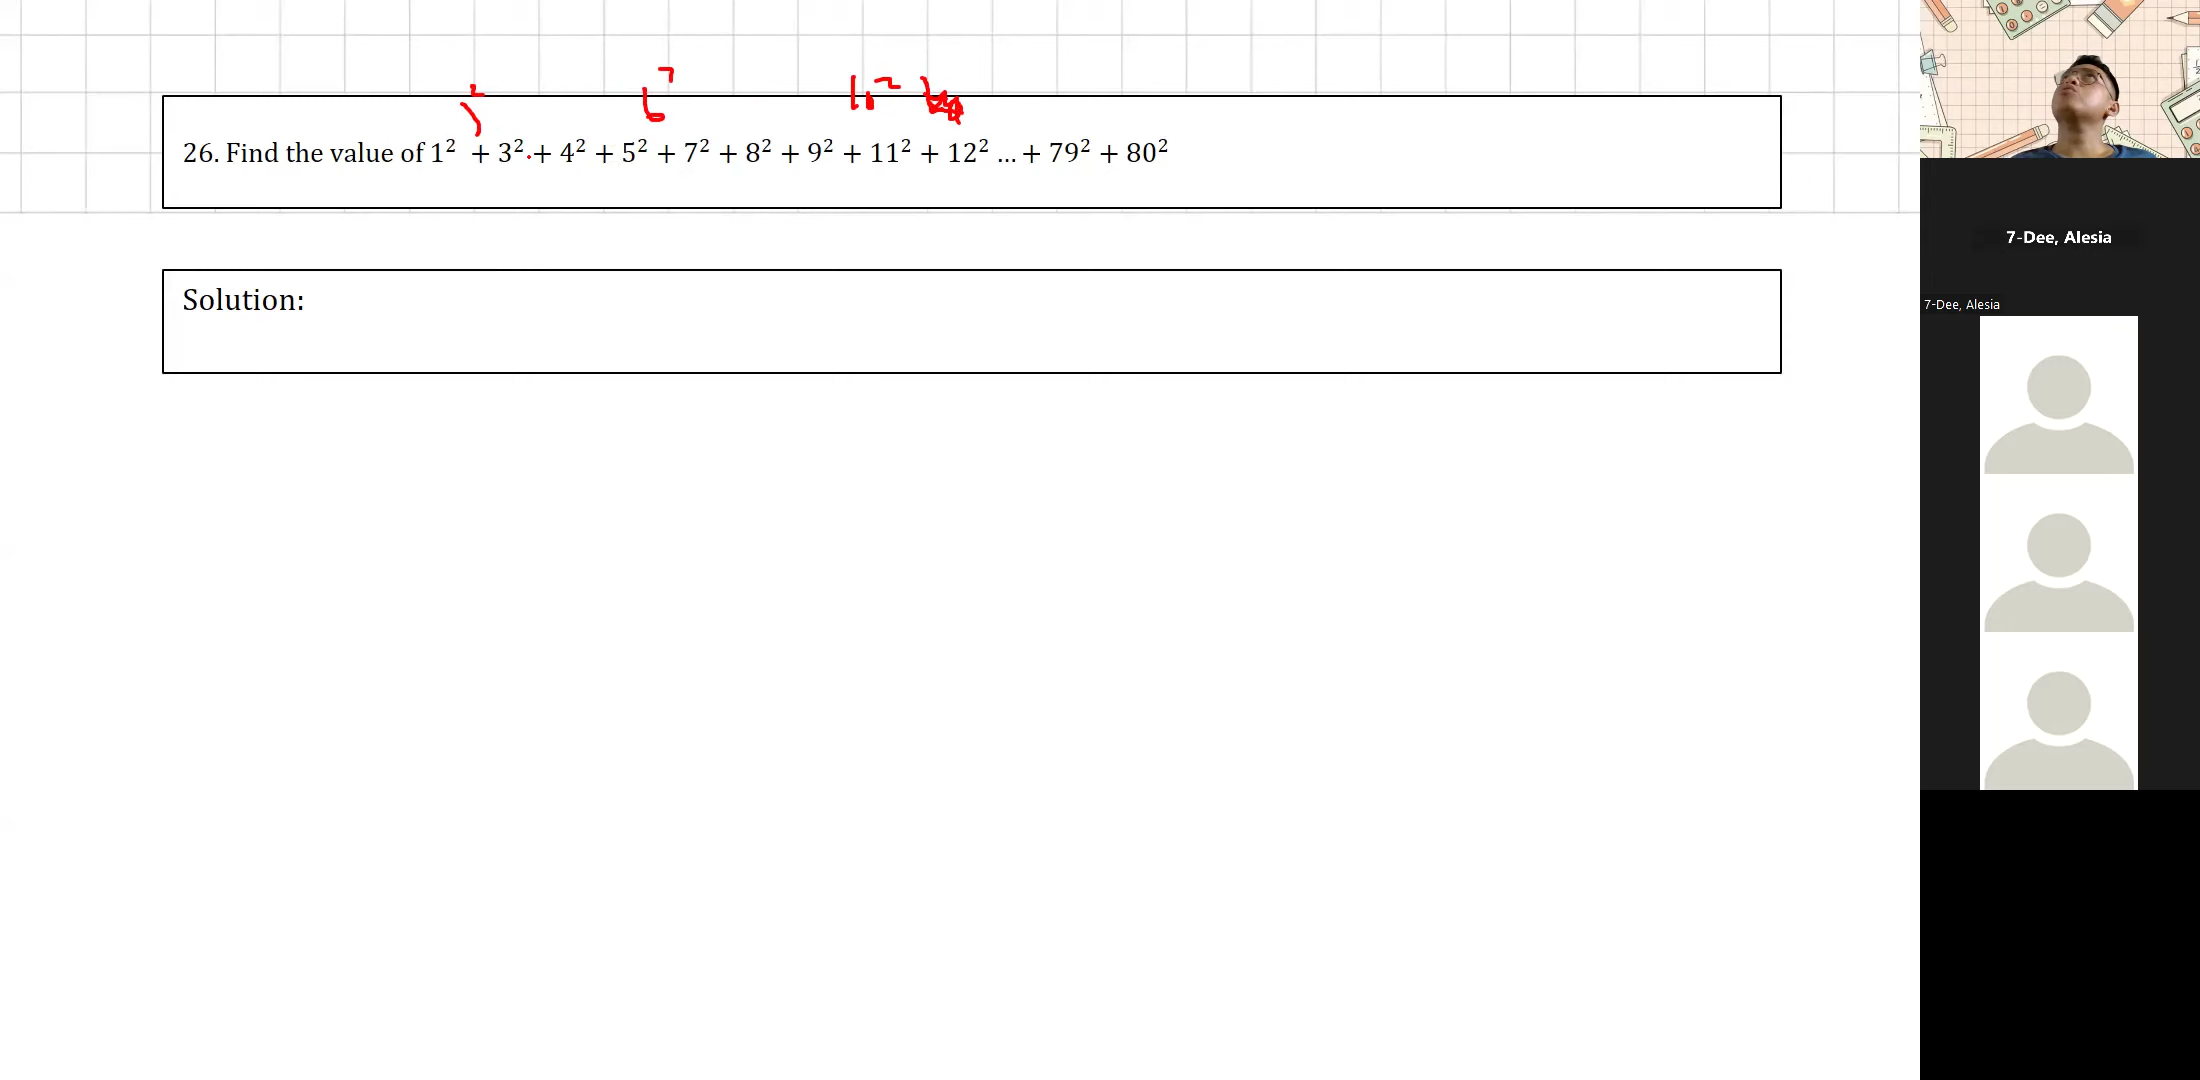 10²
26. Find the value of 1² + 3² + 4² + 5² + 7² + 8² + 9² + 11² + 12² ... + 79² + 80²
Solution:
7-Dee, Alesia
7-Dee, Alesia